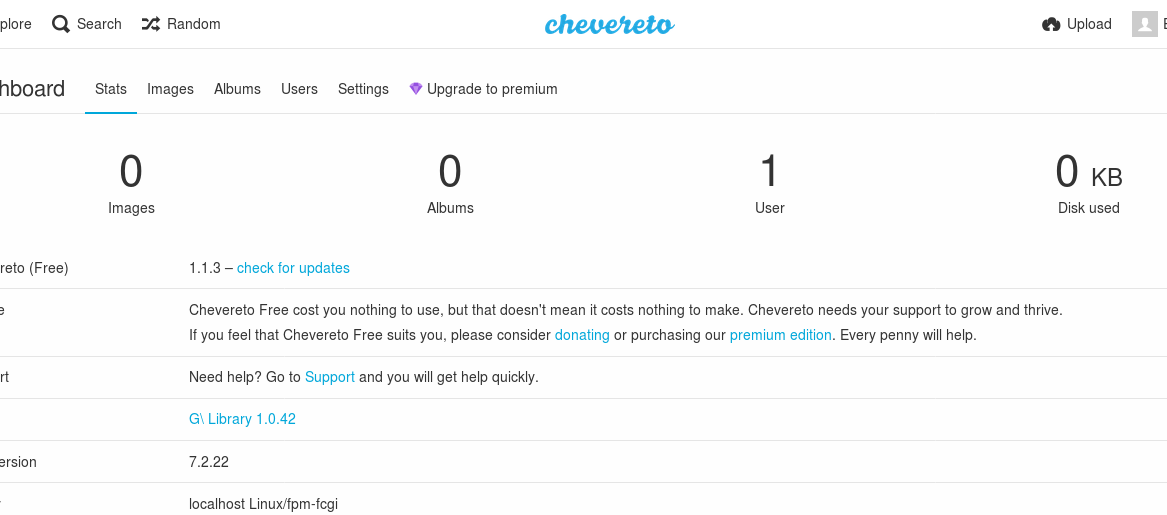 plore Search Random chevereto Upload E
hboard Stats Images Albums Users Settings Upgrade to premium
0 0 1 0 KB
Images Albums User Disk used
reto (Free) 1.1.3 – check for updates
e Chevereto Free cost you nothing to use, but that doesn't mean it costs nothing to make. Chevereto needs your support to grow and thrive.
If you feel that Chevereto Free suits you, please consider donating or purchasing our premium edition. Every penny will help.
rt Need help? Go to Support and you will get help quickly.
G\ Library 1.0.42
ersion 7.2.22
localhost Linux/fpm-fcgi